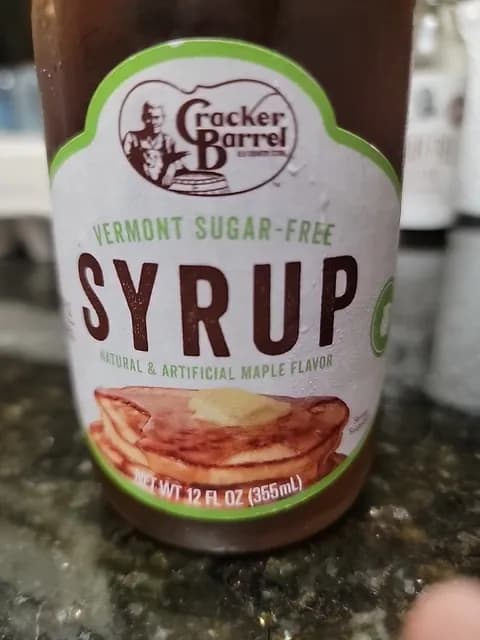 Cracker
Barrel
VERMONT SUGAR-FREE
SYRUP
NATURAL & ARTIFICIAL MAPLE FLAVOR
NET WT 12 FL OZ (355mL)